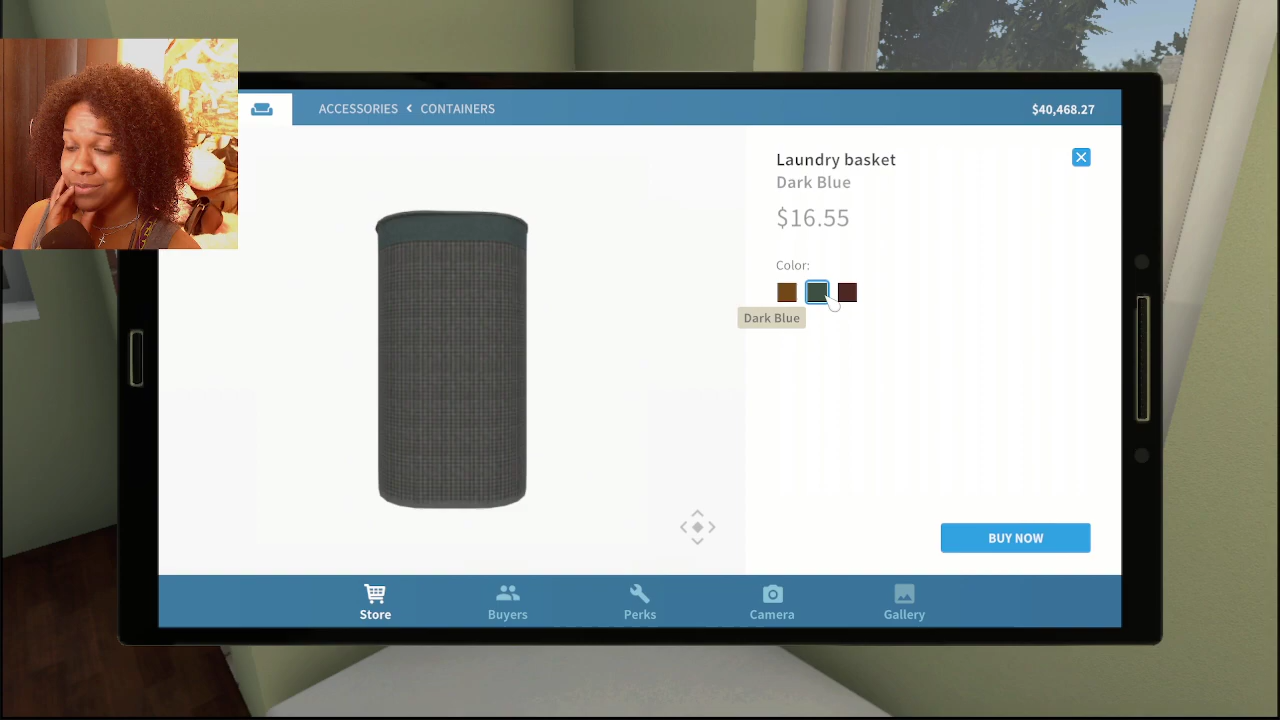 ACCESSORIES < CONTAINERS
$40,468.27
Laundry basket
Dark Blue
$16.55
Color:
Dark Blue
BUY NOW
Store
Buyers
Perks
Camera
Gallery